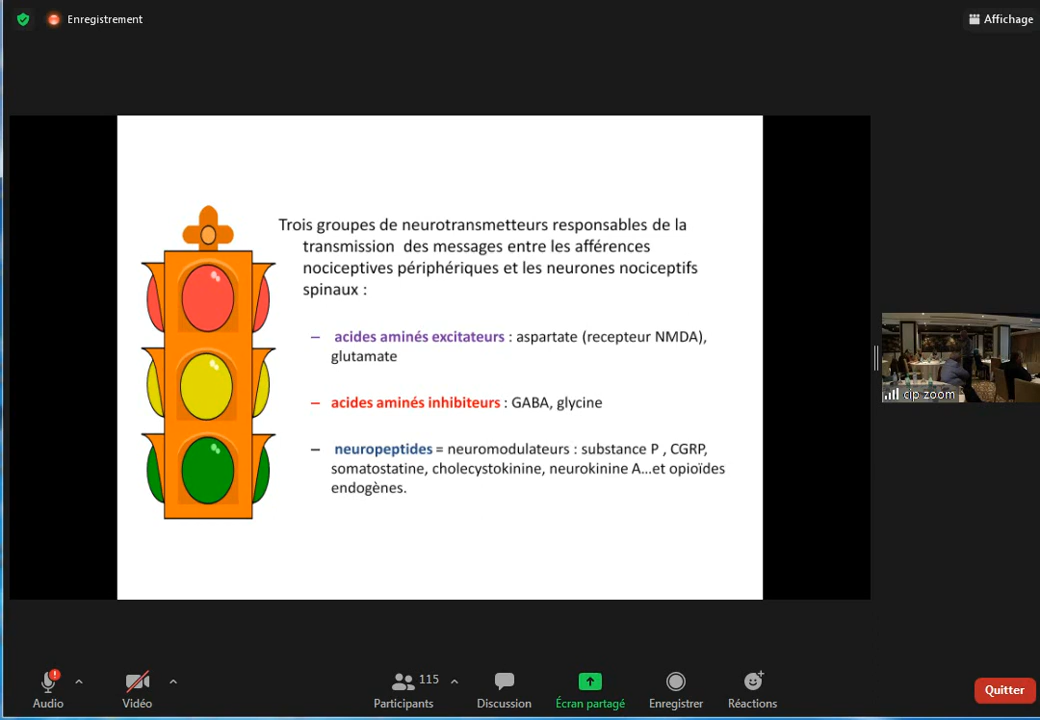 Enregistrement
Affichage
Trois groupes de neurotransmetteurs responsables de la
transmission des messages entre les afférences
nociceptives périphériques et les neurones nociceptifs
spinaux :
– acides aminés excitateurs : aspartate (recepteur NMDA),
glutamate
– acides aminés inhibiteurs : GABA, glycine
– neuropeptides = neuromodulateurs : substance P , CGRP,
somatostatine, cholecystokinine, neurokinine A...et opioïdes
endogènes.
cip zoom
115
Audio
Vidéo
Participants
Discussion
Écran partagé
Enregistrer
Réactions
Quitter